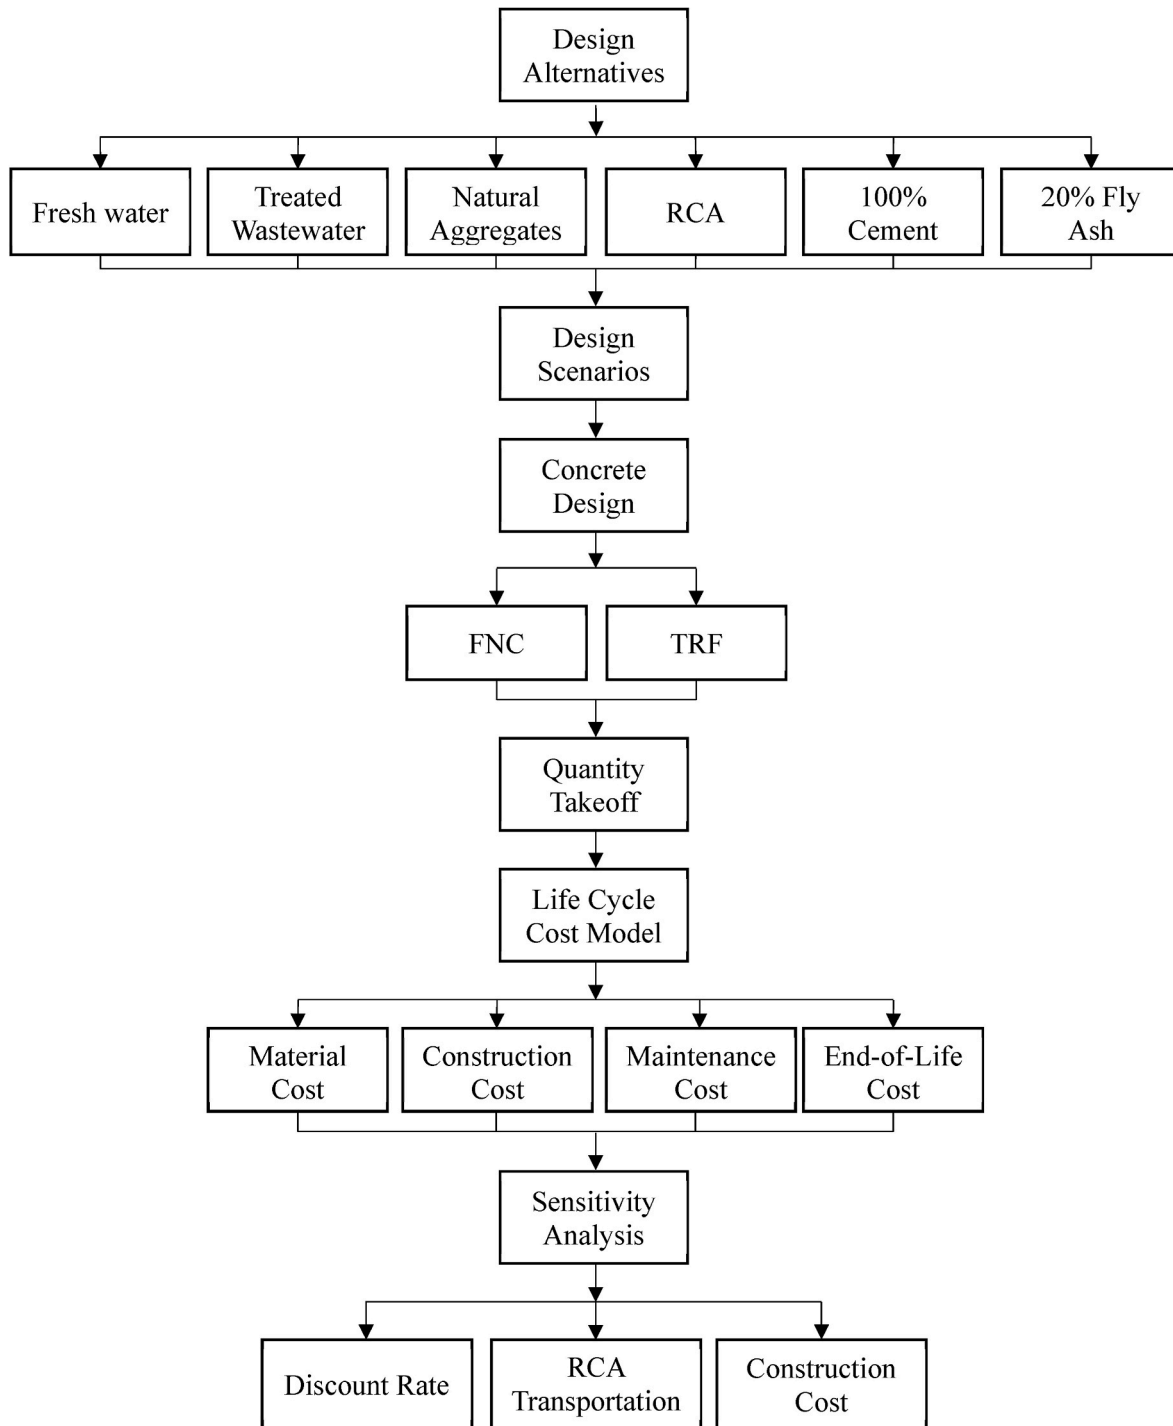 Design
Alternatives
Fresh water
Treated
Wastewater
Natural
Aggregates
RCA
100%
Cement
20% Fly
Ash
Design
Scenarios
Concrete
Design
FNC
TRF
Quantity
Takeoff
Life Cycle
Cost Model
Material
Cost
Construction
Cost
Maintenance
Cost
End-of-Life
Cost
Sensitivity
Analysis
Discount Rate
RCA
Transportation
Construction
Cost